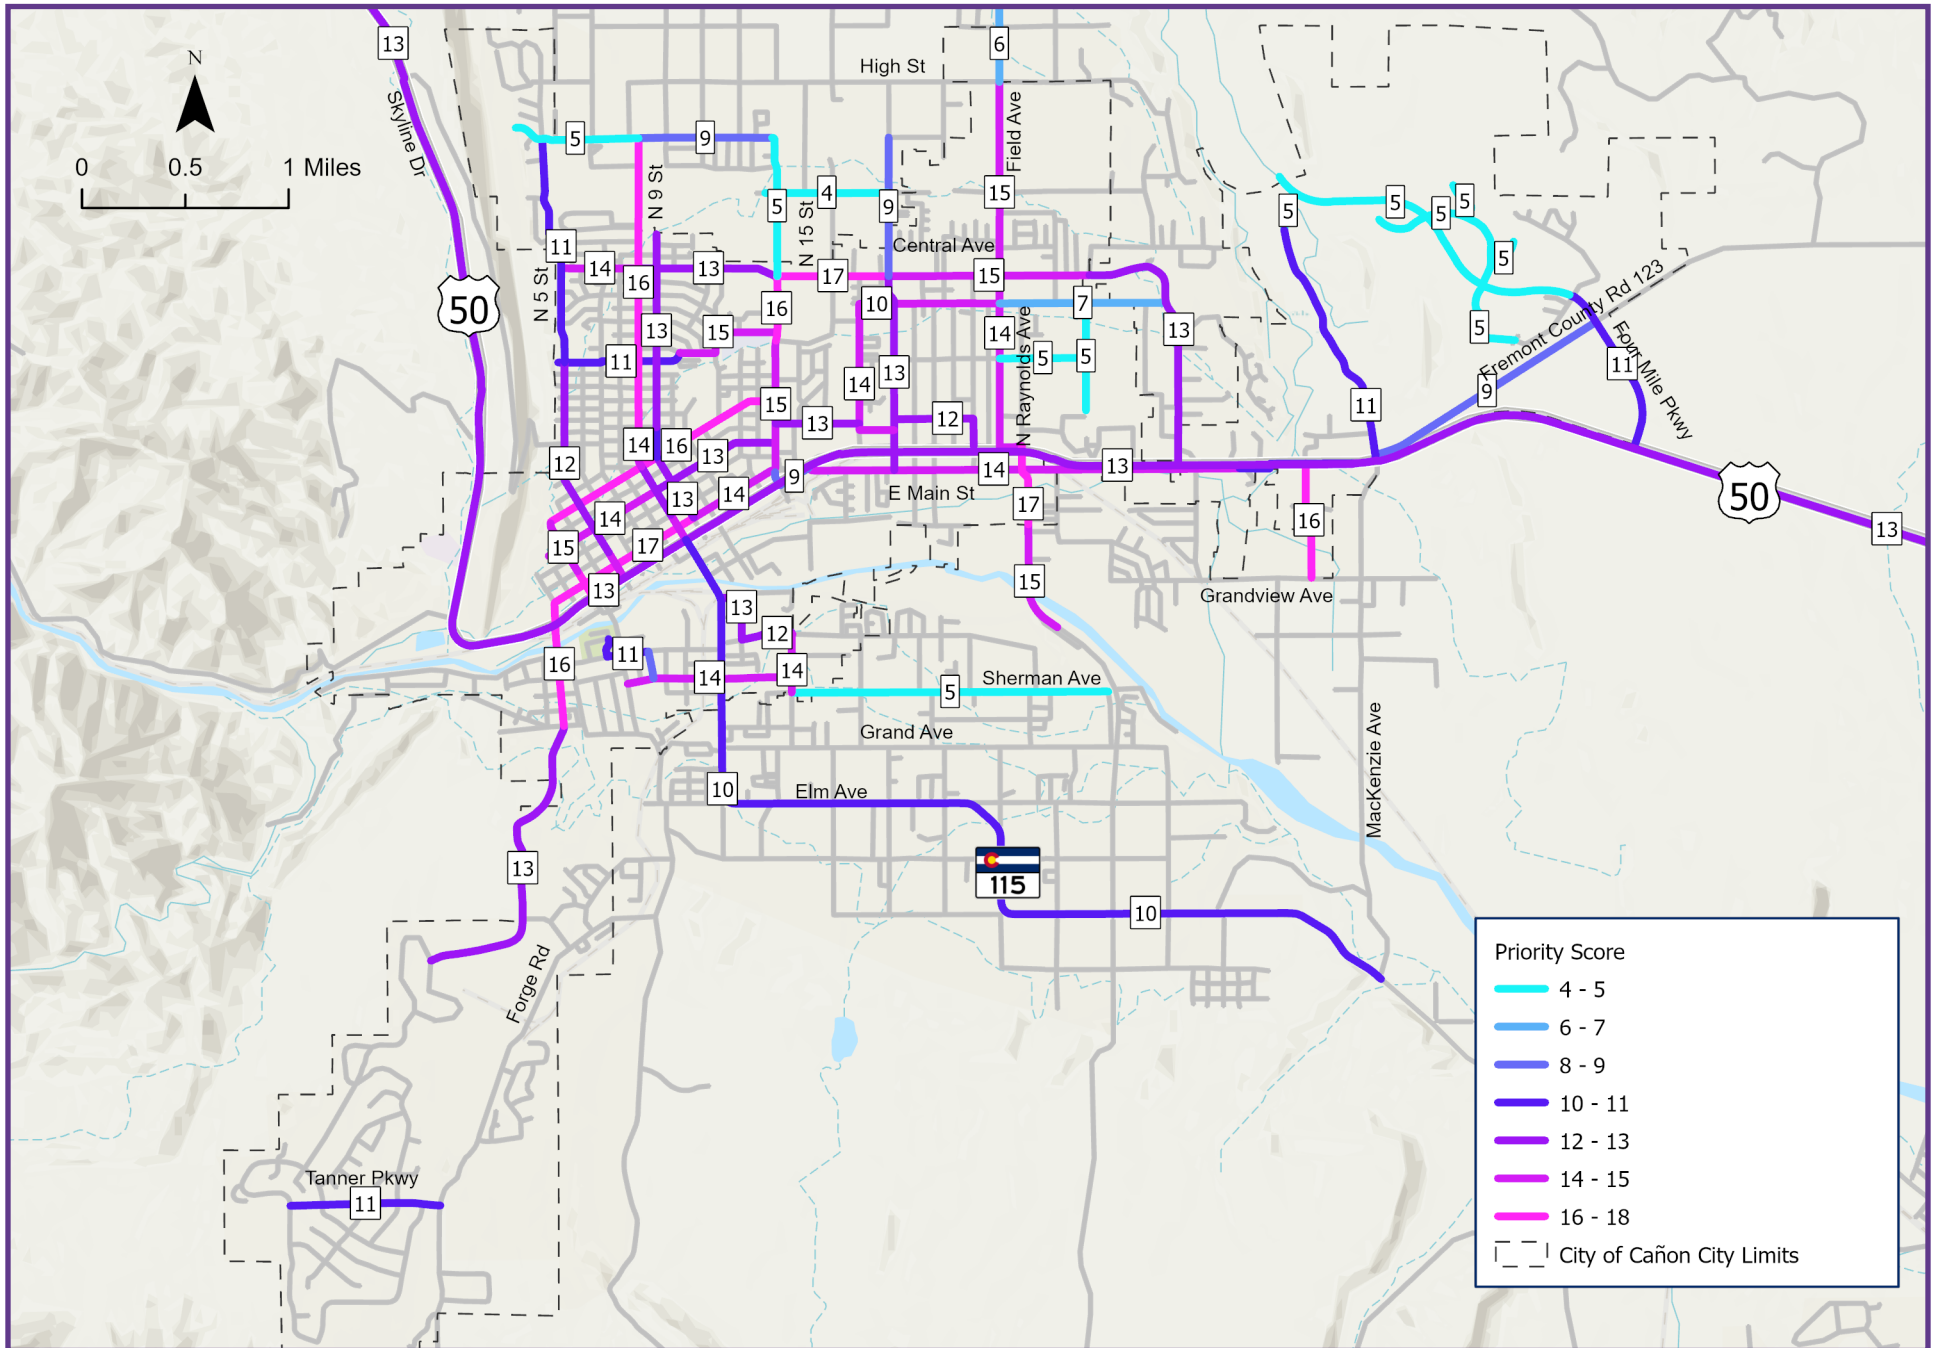 13
6
High St
N
Skyline Dr
Field Ave
0
0.5
1 Miles
5
9
N 9 St
4
15
5
9
N 15 St
5
5
5
5
5
11
Central Ave
14
16
13
17
15
N 5 St
50
16
10
7
Fremont County Rd 123
13
15
14
N Raynolds Ave
13
5
11
5
5
13
11
Four Mile Pkwy
14
15
9
11
13
12
14
16
13
12
9
14
13
E Main St
13
14
17
50
14
16
13
15
17
13
15
Grandview Ave
13
12
11
16
14
14
Sherman Ave
5
Grand Ave
MacKenzie Ave
10
Elm Ave
13
115
10
Forge Rd
Tanner Pkwy
11
Priority Score
4 - 5
6 - 7
8 - 9
10 - 11
12 - 13
14 - 15
16 - 18
City of Cañon City Limits